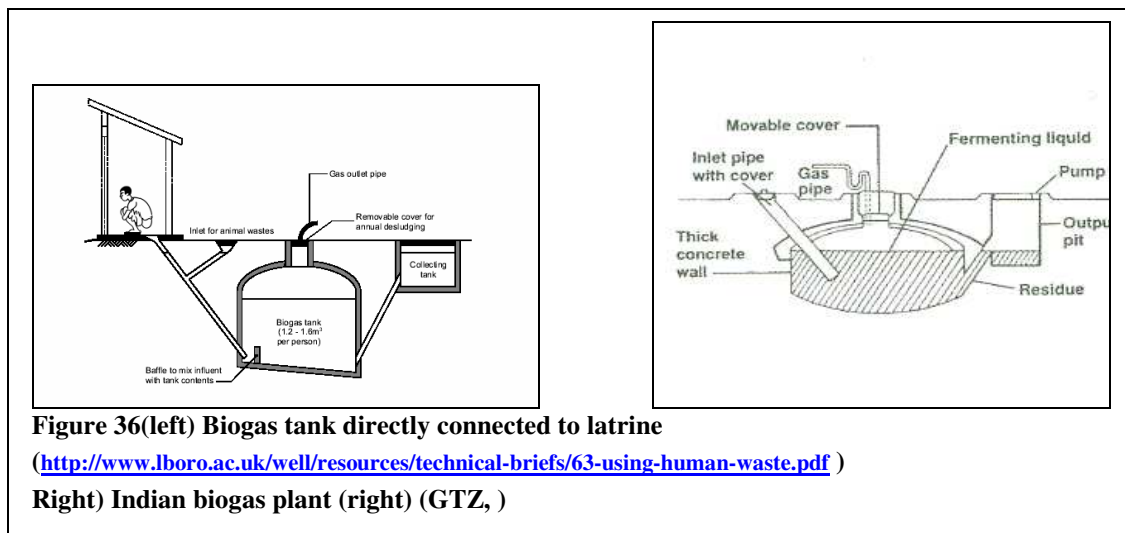 Gas outlet pipe
Removable cover for
annual desludging
Inlet for animal wastes
Collecting
tank
Biogas tank
(1.2 - 1.6m³
per person)
Baffle to mix influent
with tank contents
Movable cover
Fermenting liquid
Inlet pipe
with cover
Gas
pipe
Pump
Thick
concrete
wall
Outpu
pit
Residue
Figure 36(left) Biogas tank directly connected to latrine
(http://www.lboro.ac.uk/well/resources/technical-briefs/63-using-human-waste.pdf )
Right) Indian biogas plant (right) (GTZ, )